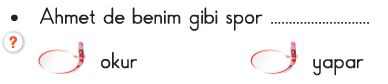 • Ahmet de benim gibi spor ............................
?
okur yapar